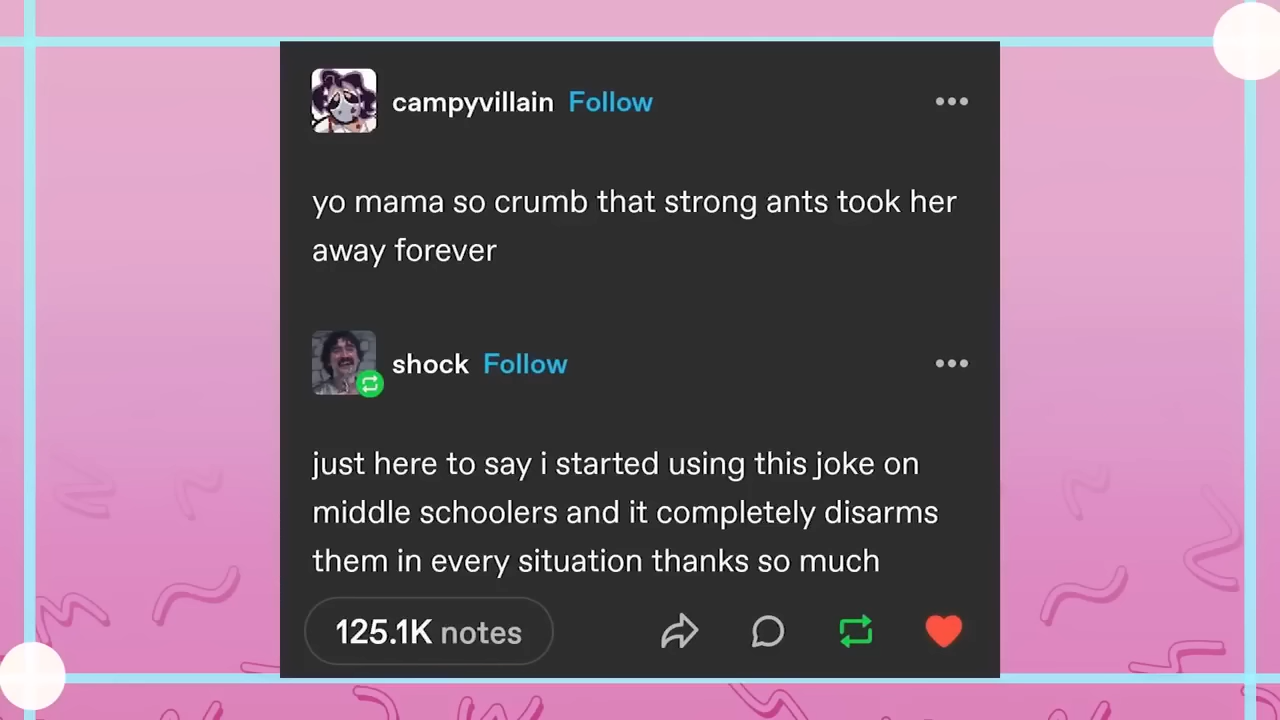 campyvillain Follow
yo mama so crumb that strong ants took her
away forever
shock Follow
just here to say i started using this joke on
middle schoolers and it completely disarms
them in every situation thanks so much
125.1K notes